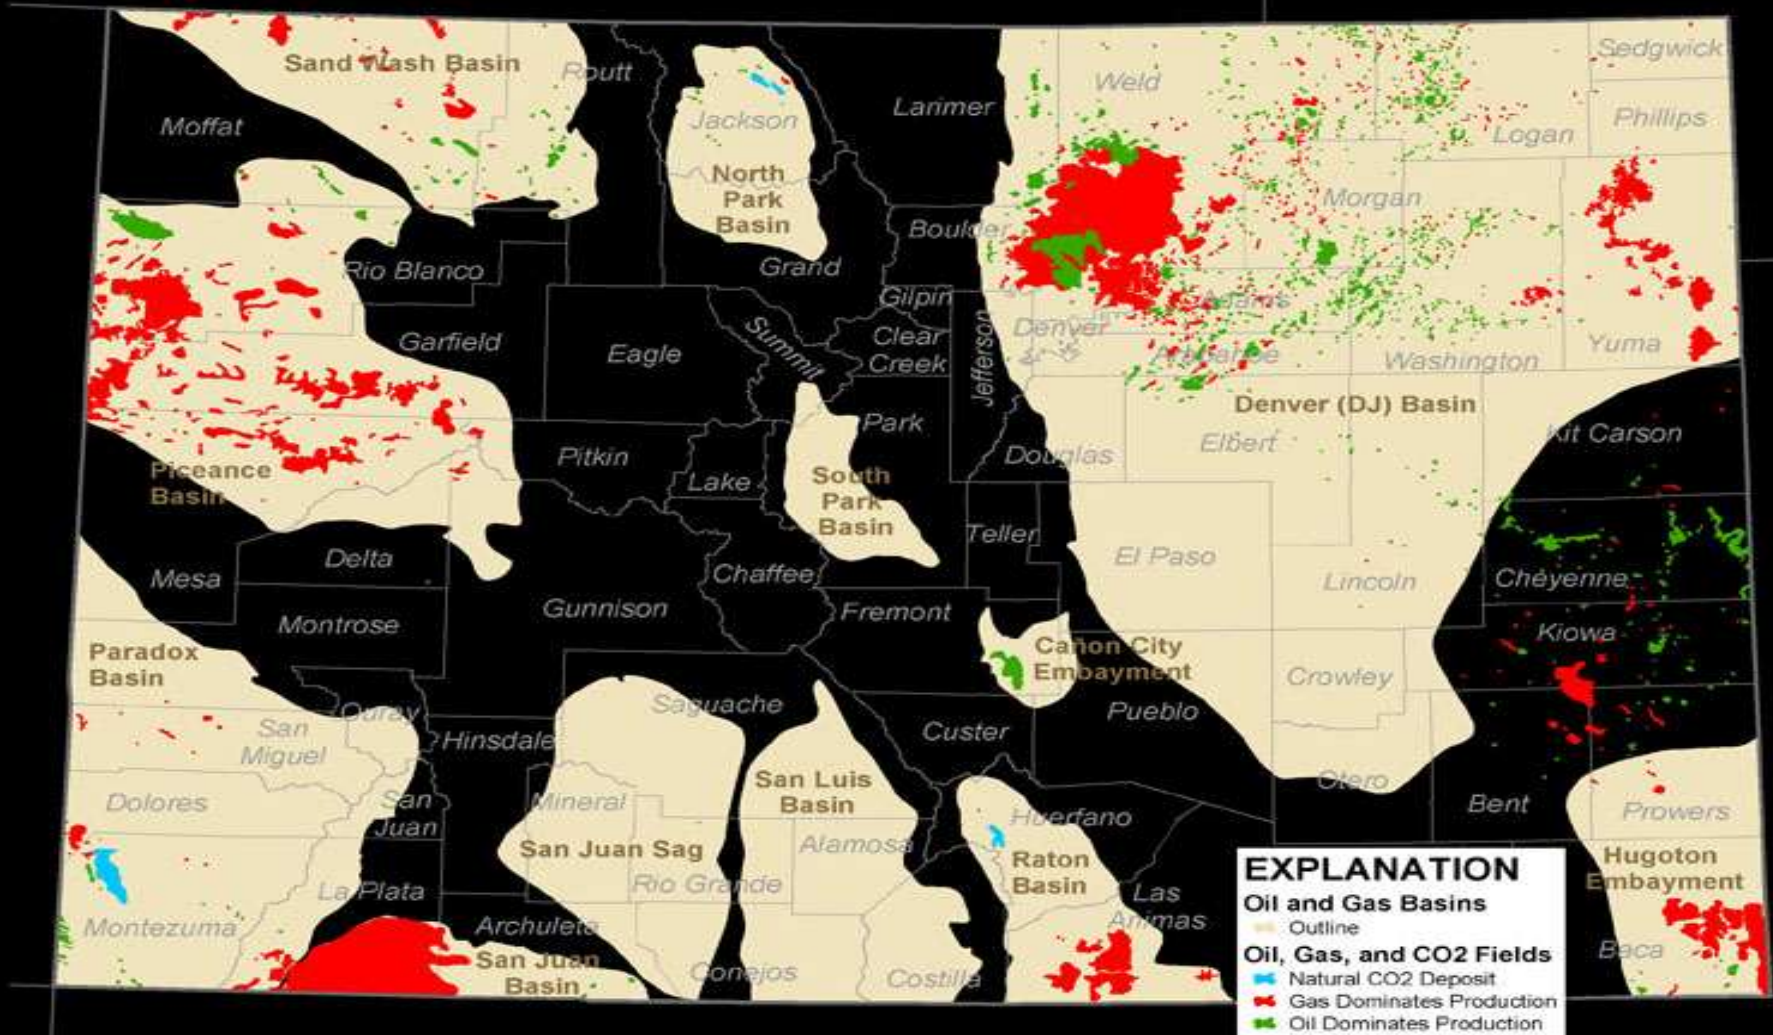 Sedgwick
Sand Wash Basin
Routt
Weld
Larimer
Phillips
Moffat
Jackson
Logan
North
Park
Basin
Morgan
Boulder
Rio Blanco
Grand
Gilpin
Adams
Denver
Summit
Clear
Creek
Jefferson
Garfield
Eagle
Arapahoe
Washington
Yuma
Denver (DJ) Basin
Park
Kit Carson
Elbert
Douglas
Pitkin
Piceance
Basin
Lake
South
Park
Basin
Teller
El Paso
Delta
Mesa
Chaffee
Lincoln
Cheyenne
Gunnison
Fremont
Montrose
Kiowa
Paradox
Basin
Cañon City
Embayment
Crowley
Saguache
Ouray
Pueblo
San
Miguel
Hinsdale
Custer
San Luis
Basin
Otero
Dolores
San
Juan
Mineral
Bent
Prowers
Huerfano
San Juan Sag
Alamosa
Raton
Basin
Hugoton
Embayment
Rio Grande
La Plata
Las
Animas
Montezuma
Archuleta
San Juan
Basin
Conejos
Costilla
Baca
EXPLANATION
Oil and Gas Basins
Outline
Oil, Gas, and CO2 Fields
Natural CO2 Deposit
Gas Dominates Production
Oil Dominates Production